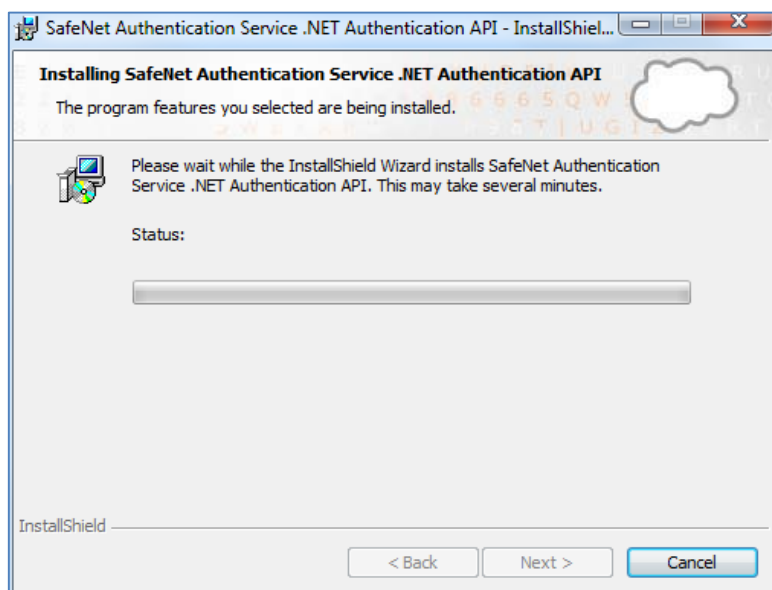 SafeNet Authentication Service .NET Authentication API - InstallShiel...
Installing SafeNet Authentication Service .NET Authentication API
The program features you selected are being installed.
Please wait while the InstallShield Wizard installs SafeNet Authentication
Service .NET Authentication API. This may take several minutes.
Status:
InstallShield
< Back
Next >
Cancel